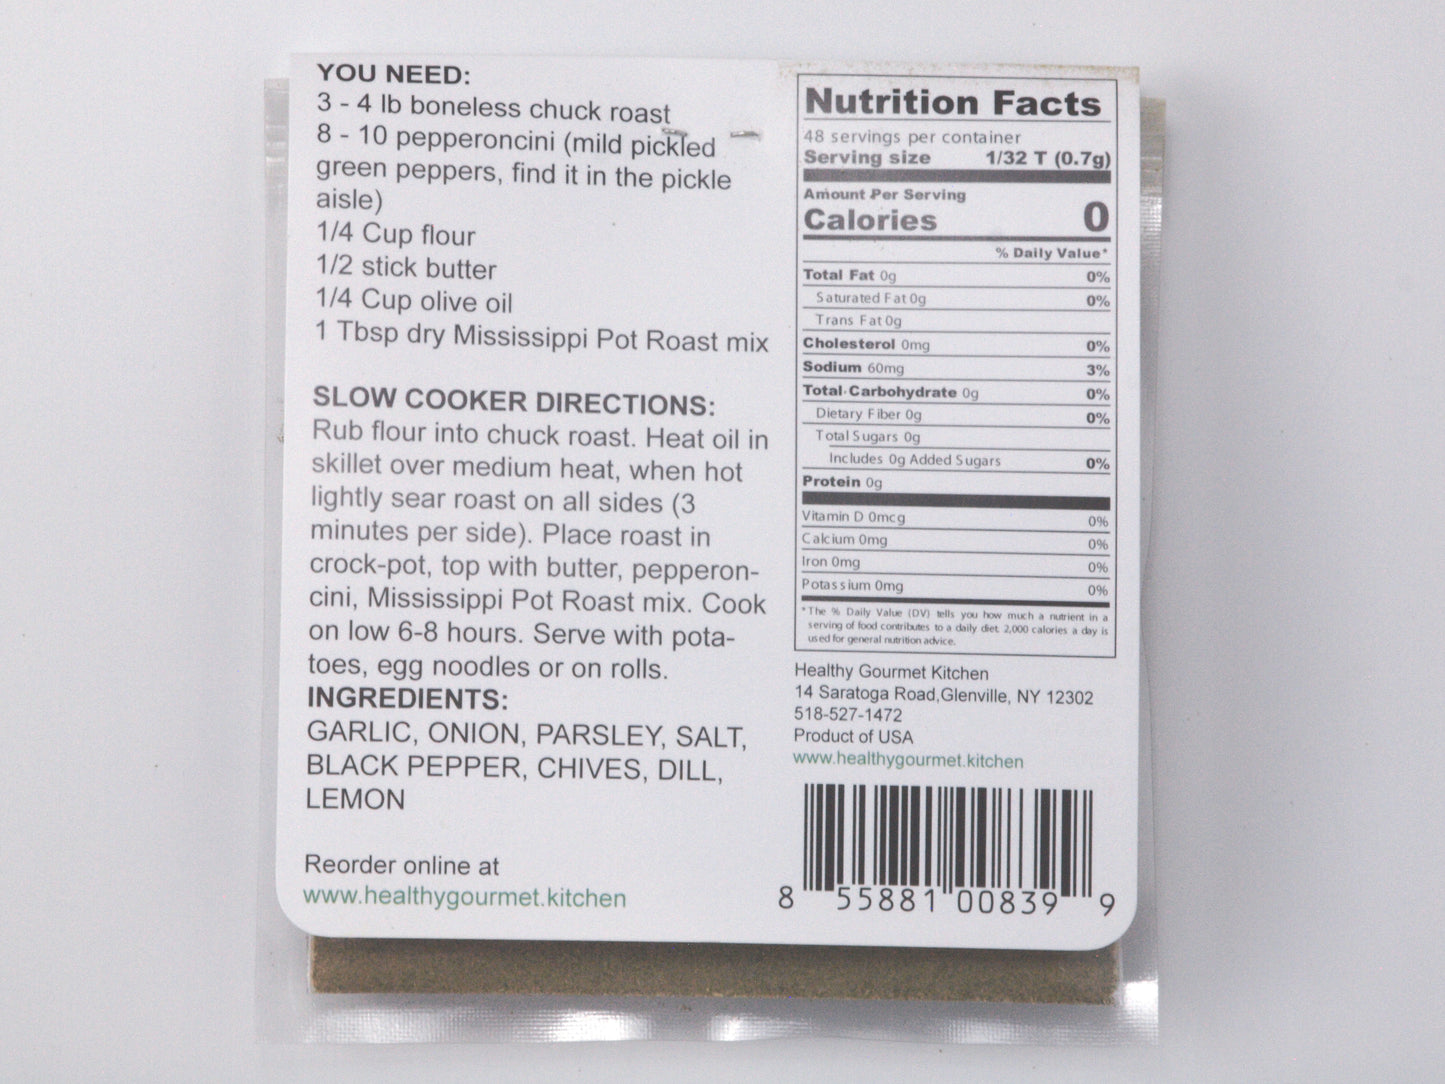 YOU NEED:
3 - 4 lb boneless chuck roast
8 - 10 pepperoncini (mild pickled
green peppers, find it in the pickle
aisle)
1/4 Cup flour
1/2 stick butter
1/4 Cup olive oil
1 Tbsp dry Mississippi Pot Roast mix
SLOW COOKER DIRECTIONS:
Rub flour into chuck roast. Heat oil in
skillet over medium heat, when hot
lightly sear roast on all sides (3
minutes per side). Place roast in
crock-pot, top with butter, pepperon-
cini, Mississippi Pot Roast mix. Cook
on low 6-8 hours. Serve with pota-
toes, egg noodles or on rolls.
INGREDIENTS:
GARLIC, ONION, PARSLEY, SALT,
BLACK PEPPER, CHIVES, DILL,
LEMON
Reorder online at
www.healthygourmet.kitchen
Nutrition Facts
48 servings per container
Serving size 1/32 T (0.7g)
Amount Per Serving
Calories 0
% Daily Value*
Total Fat 0g 0%
Saturated Fat 0g 0%
Trans Fat 0g
Cholesterol 0mg 0%
Sodium 60mg 3%
Total Carbohydrate 0g 0%
Dietary Fiber 0g 0%
Total Sugars 0g
Includes 0g Added Sugars 0%
Protein 0g
Vitamin D 0mcg 0%
Calcium 0mg 0%
Iron 0mg 0%
Potassium 0mg 0%
*The % Daily Value (DV) tells you how much a nutrient in a
serving of food contributes to a daily diet. 2,000 calories a day is
used for general nutrition advice.
Healthy Gourmet Kitchen
14 Saratoga Road,Glenville, NY 12302
518-527-1472
Product of USA
www.healthygourmet.kitchen
8 55881 00839 9